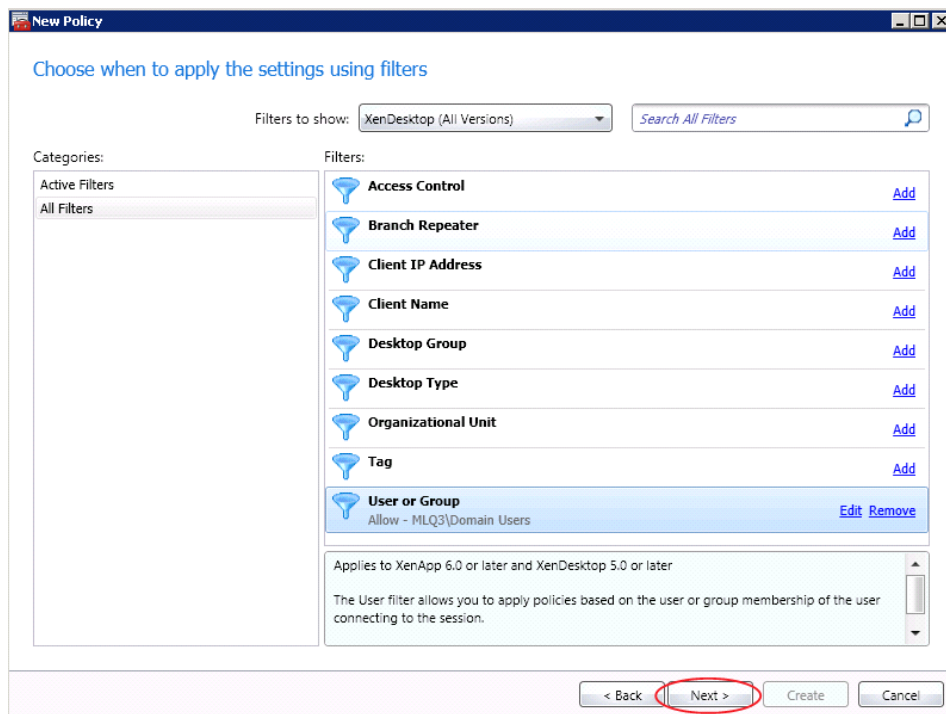 New Policy
Choose when to apply the settings using filters
Filters to show: XenDesktop (All Versions) Search All Filters
Categories:
Active Filters
All Filters
Filters:
Access Control Add
Branch Repeater Add
Client IP Address Add
Client Name Add
Desktop Group Add
Desktop Type Add
Organizational Unit Add
Tag Add
User or Group
Allow - MLQ3\Domain Users
Edit Remove
Applies to XenApp 6.0 or later and XenDesktop 5.0 or later
The User filter allows you to apply policies based on the user or group membership of the user
connecting to the session.
< Back Next > Create Cancel